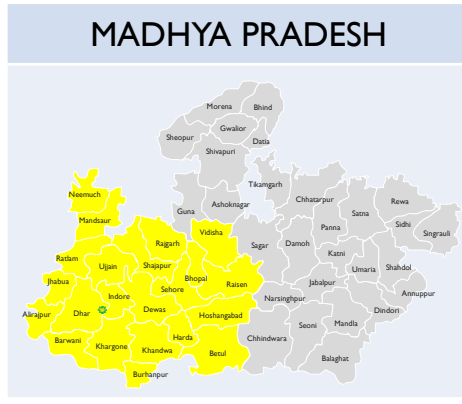 MADHYA PRADESH
Morena
Bhind
Gwalior
Sheopur
Datia
Shivapuri
Tikamgarh
Neemuch
Chhatarpur
Rewa
Ashoknagar
Guna
Satna
Mandsaur
Panna
Sidhi
Vidisha
Singrauli
Rajgarh
Sagar
Damoh
Katni
Ratlam
Ujjain
Shajapur
Umaria
Shahdol
Bhopal
Jhabua
Jabalpur
Raisen
Sehore
Annuppur
Indore
Narsinghpur
Dewas
Dindori
Alirajpur
Dhar
Hoshangabad
Mandla
Seoni
Barwani
Harda
Chhindwara
Khargone
Khandwa
Betul
Balaghat
Burhanpur